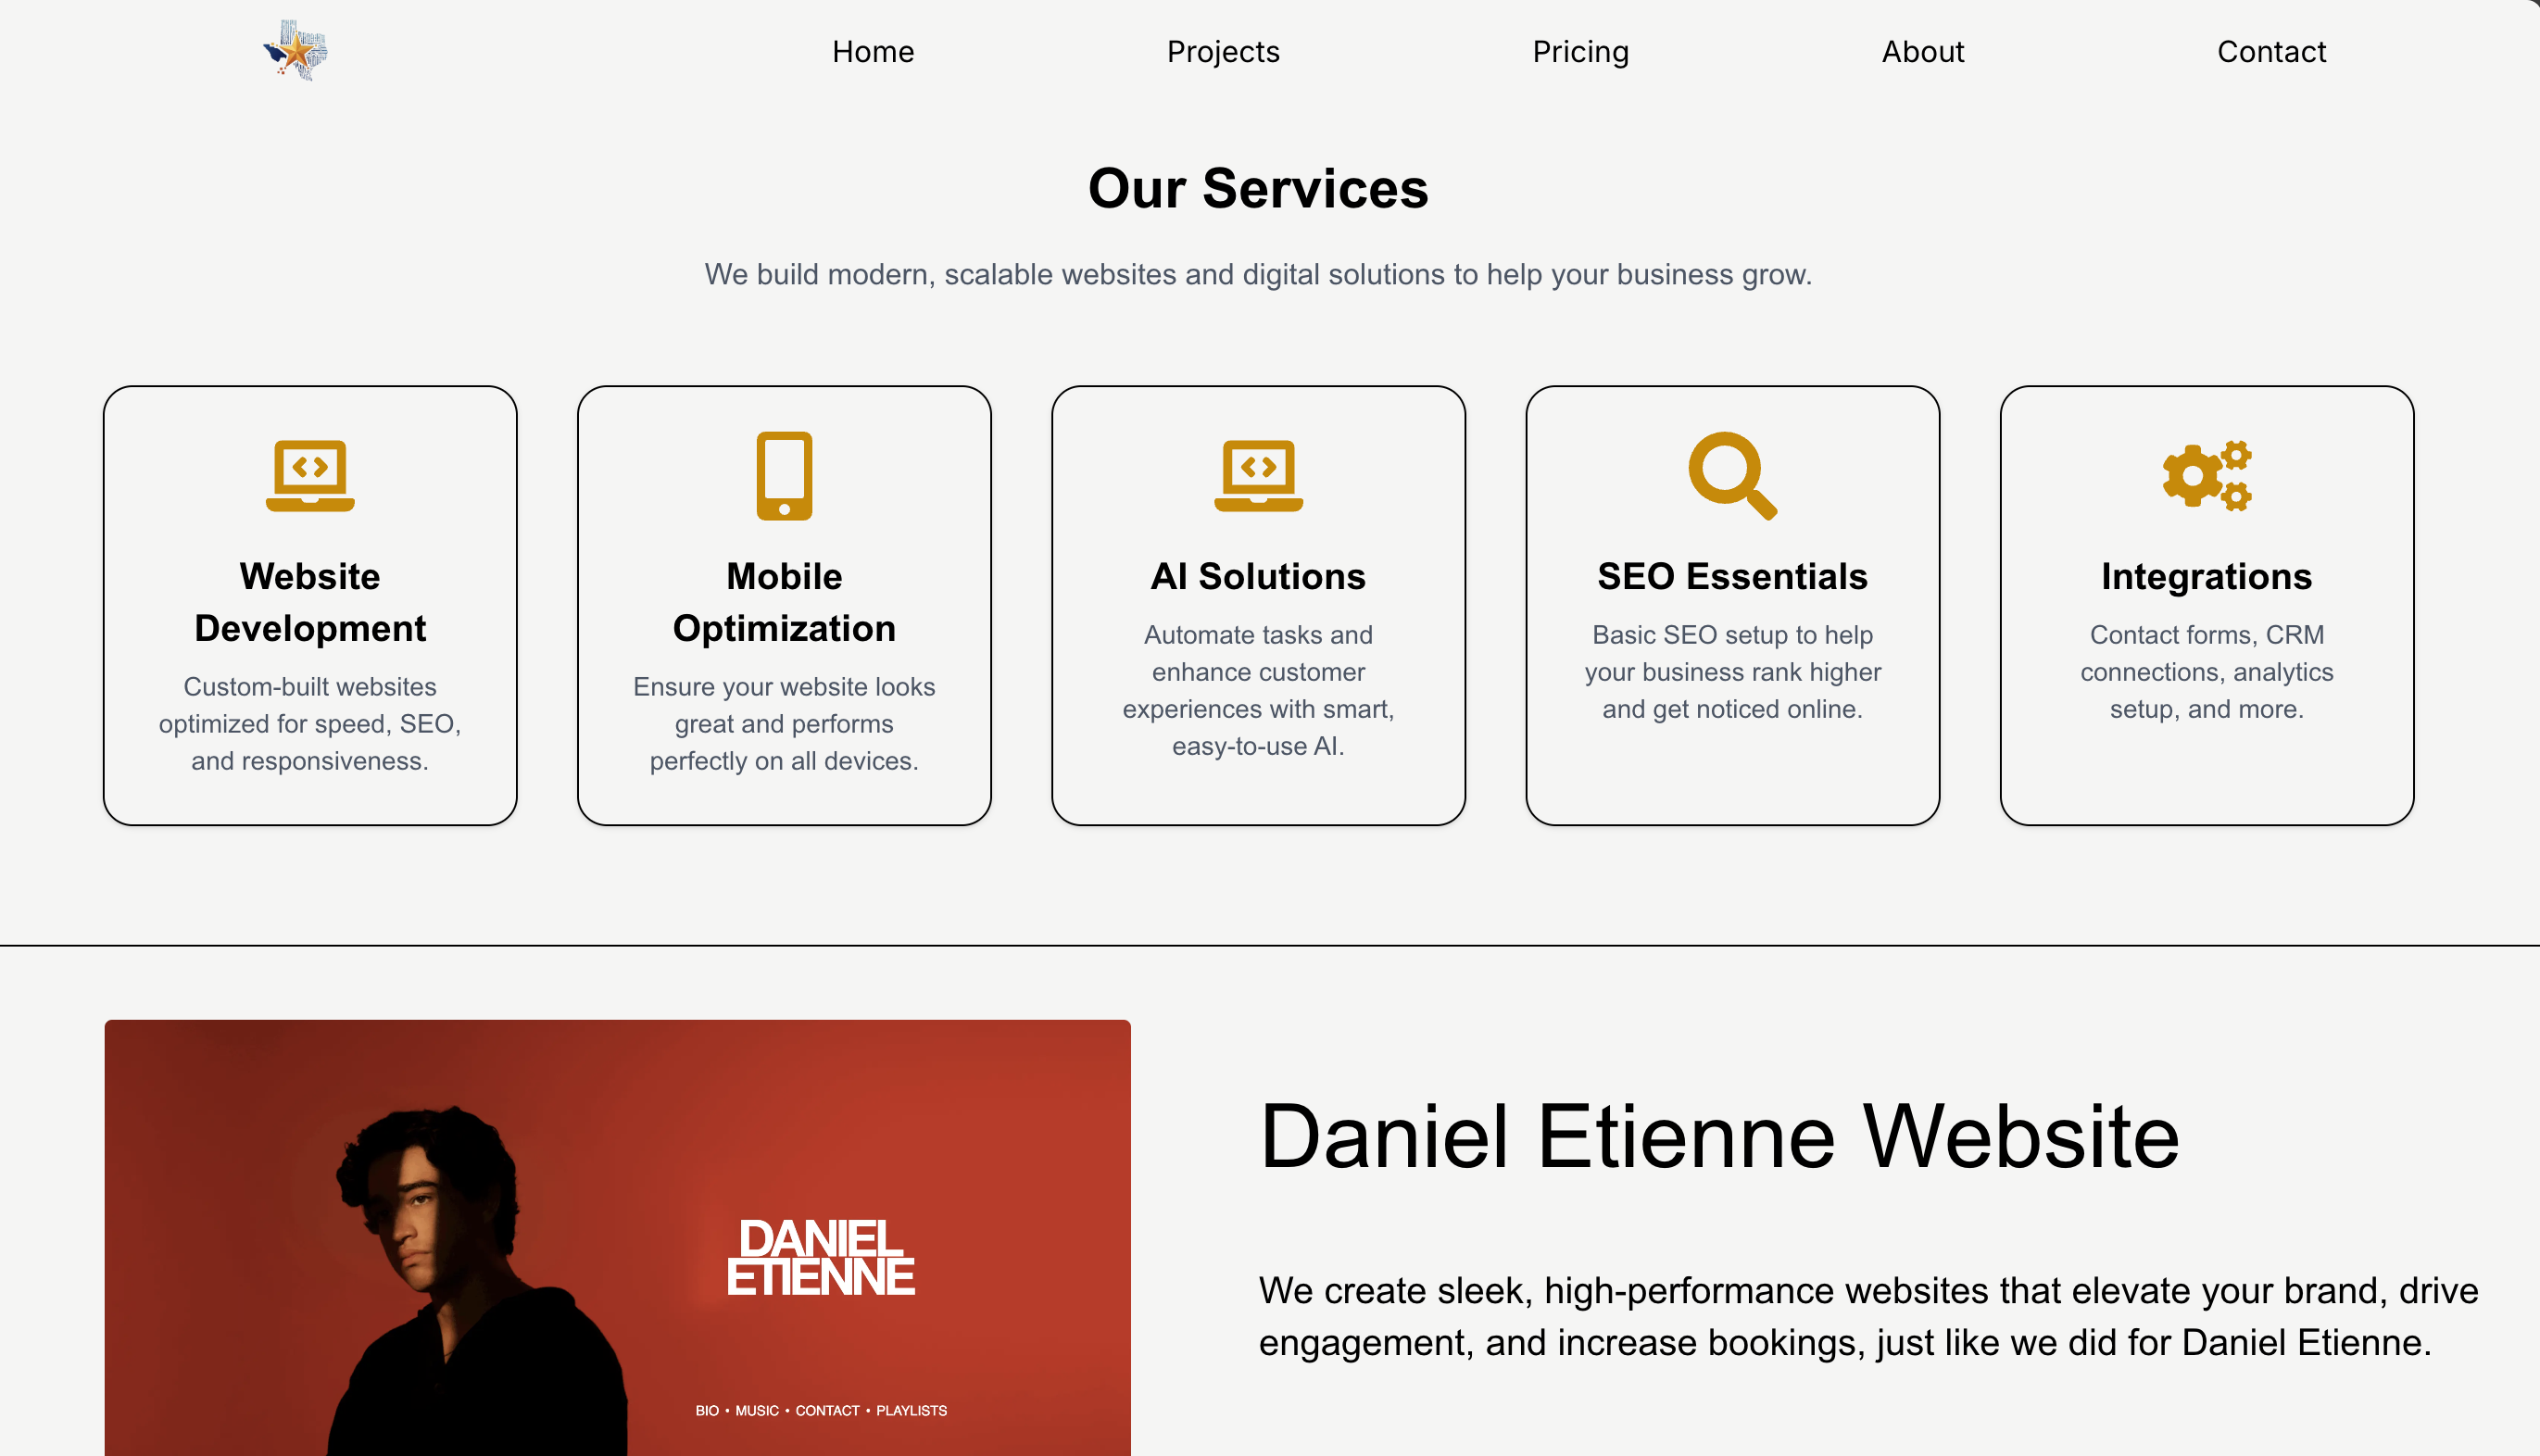 Home Projects Pricing About Contact
Our Services
We build modern, scalable websites and digital solutions to help your business grow.
Website
Development
Custom-built websites
optimized for speed, SEO,
and responsiveness.
Mobile
Optimization
Ensure your website looks
great and performs
perfectly on all devices.
AI Solutions
Automate tasks and
enhance customer
experiences with smart,
easy-to-use AI.
SEO Essentials
Basic SEO setup to help
your business rank higher
and get noticed online.
Integrations
Contact forms, CRM
connections, analytics
setup, and more.
DANIEL
ETIENNE
BIO • MUSIC • CONTACT • PLAYLISTS
Daniel Etienne Website
We create sleek, high-performance websites that elevate your brand, drive
engagement, and increase bookings, just like we did for Daniel Etienne.